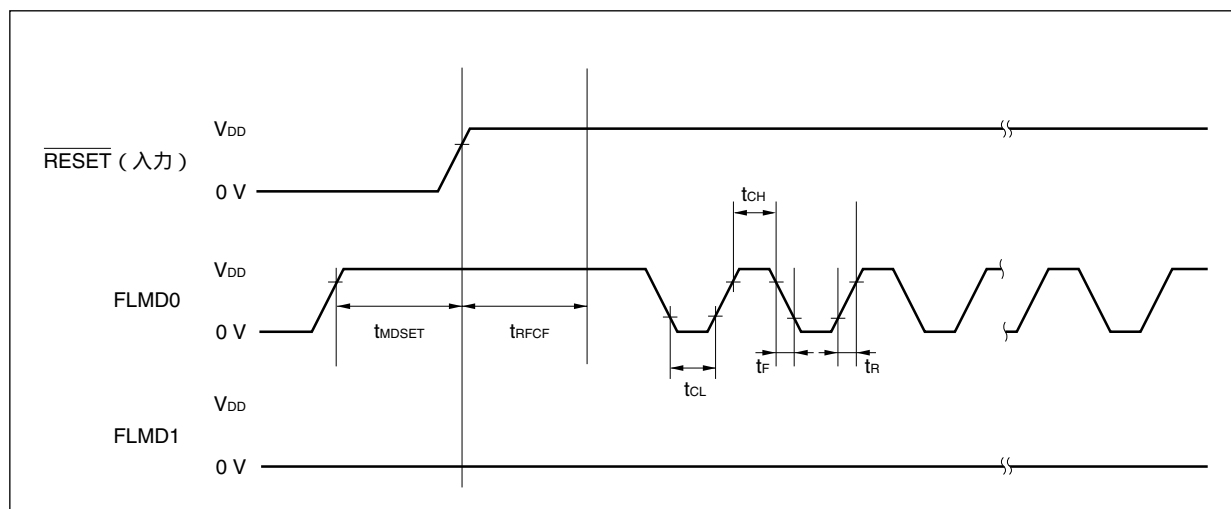 VDD
RESET（入力）
0 V
tCH
VDD
FLMD0
tMDSET
tRFCF
0 V
tF
tR
tCL
VDD
FLMD1
0 V